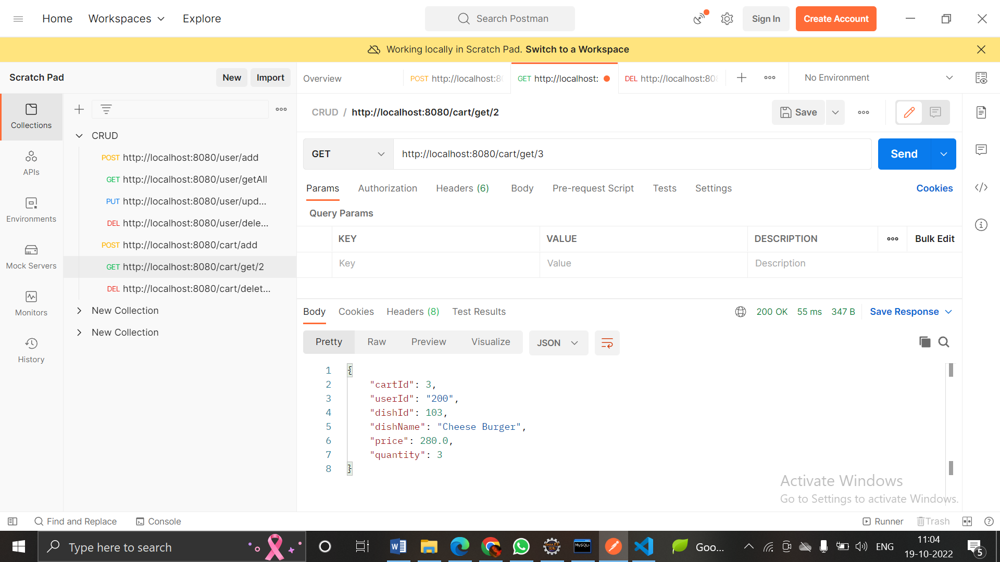 Home Workspaces Explore Search Postman Sign In Create Account
Working locally in Scratch Pad. Switch to a Workspace
Scratch Pad New Import Overview POST http://localhost:80 GET http://localhost: DEL http://localhost:808 No Environment
CRUD / http://localhost:8080/cart/get/2 Save
Collections
CRUD
GET http://localhost:8080/cart/get/3 Send
POST http://localhost:8080/user/add
APIs
GET http://localhost:8080/user/getAll
Params Authorization Headers (6) Body Pre-request Script Tests Settings Cookies
PUT http://localhost:8080/user/upd...
Query Params
Environments
DEL http://localhost:8080/user/dele...
KEY VALUE DESCRIPTION Bulk Edit
POST http://localhost:8080/cart/add
Key Value Description
Mock Servers
GET http://localhost:8080/cart/get/2
DEL http://localhost:8080/cart/delet...
Monitors
New Collection
Body Cookies Headers (8) Test Results 200 OK 55 ms 347 B Save Response
New Collection
Pretty Raw Preview Visualize JSON
History
1 {
2 "cartId": 3,
3 "userId": "200",
4 "dishId": 103,
5 "dishName": "Cheese Burger",
6 "price": 280.0,
7 "quantity": 3
8 }
Activate Windows
Go to Settings to activate Windows.
Find and Replace Console Runner Trash
Type here to search Goo... ENG 11:04
19-10-2022 5